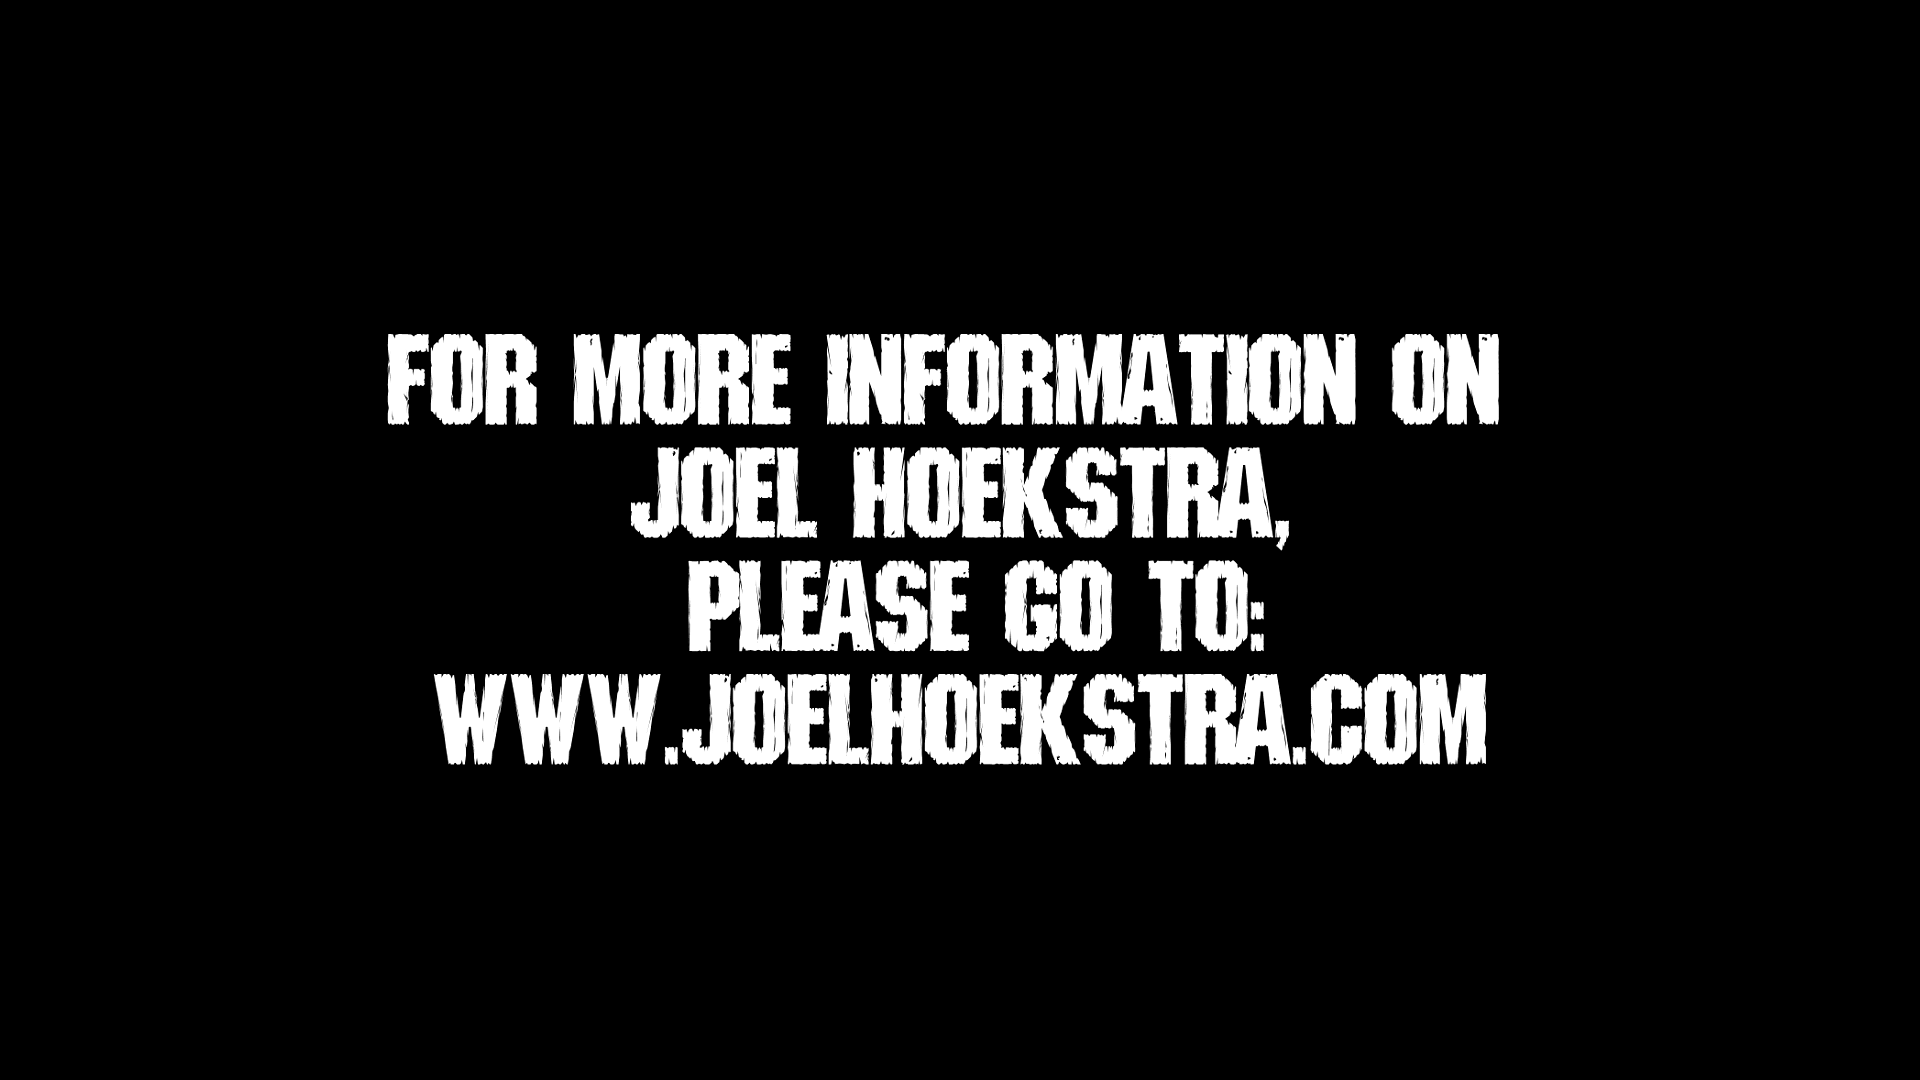 FOR MORE INFORMATION ON
JOEL HOEKSTRA,
PLEASE GO TO:
WWW.JOELHOEKSTRA.COM